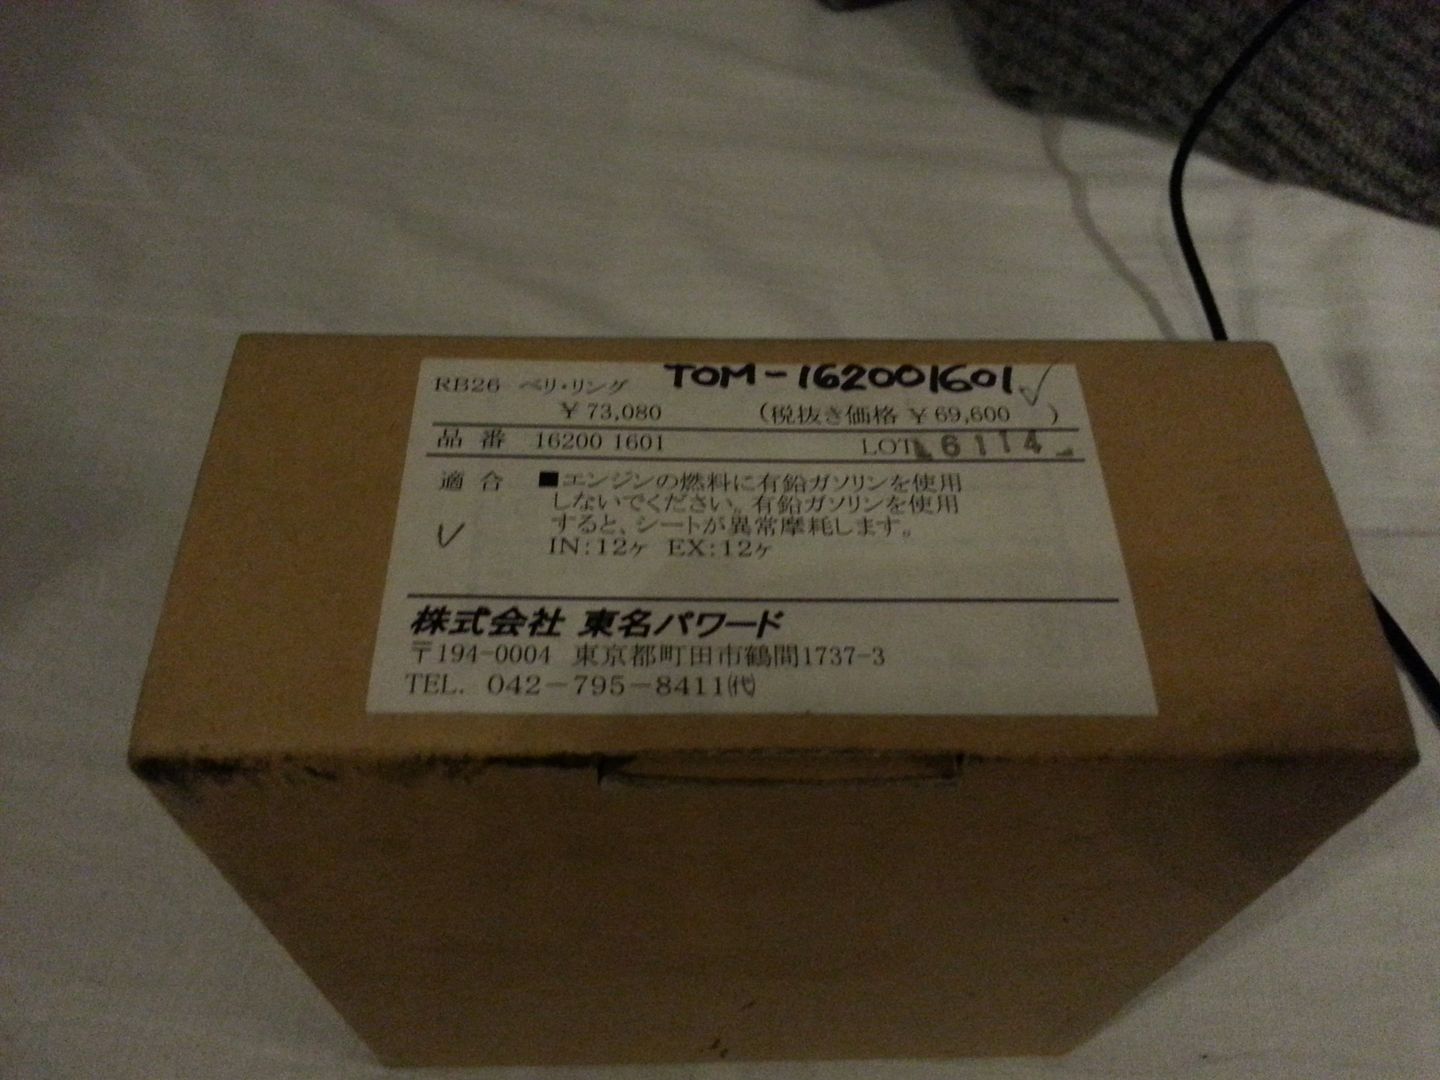 RB26 ベリ・リング TOM-162001601
¥ 73,080 (税抜き価格 ¥ 69,600 )
品番 16200 1601 LOT 6114
適合 ■エンジンの燃料に有鉛ガソリンを使用
しないでください。有鉛ガソリンを使用
すると、シートが異常摩耗します。
IN:12ヶ EX:12ヶ
株式会社 東名パワード
〒194-0004 東京都町田市鶴間1737-3
TEL. 042-795-8411㈹